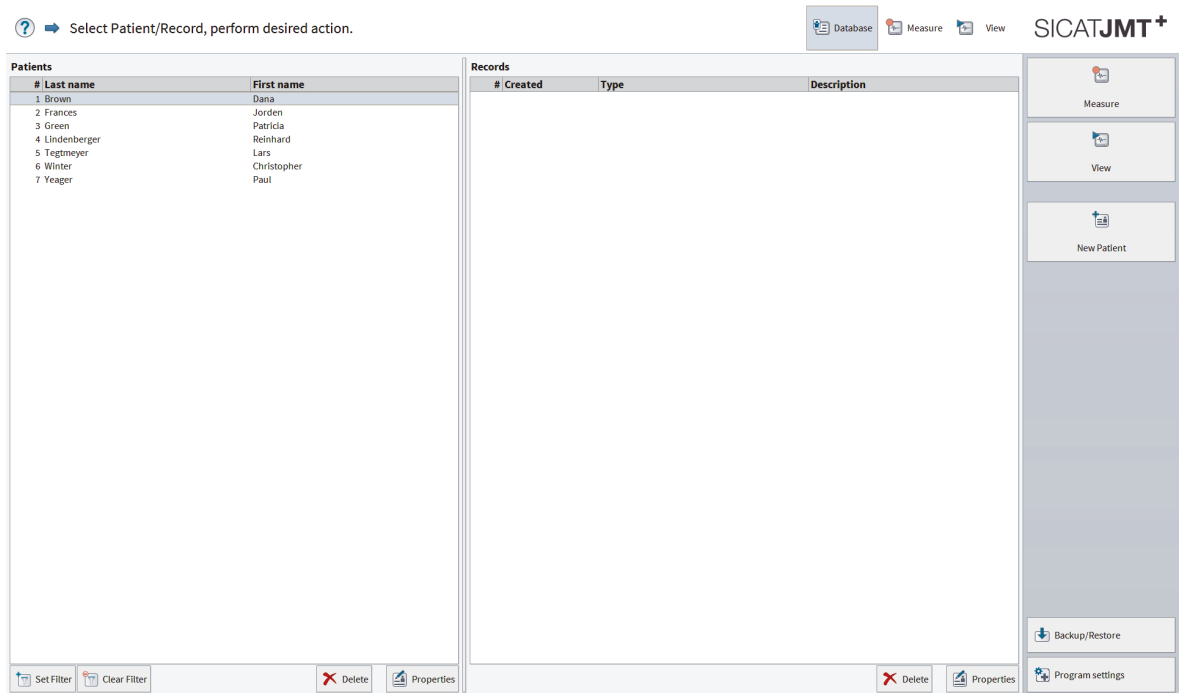 ? Select Patient/Record, perform desired action.
Database Measure View SICATJMT+
Patients
# Last name First name
1 Brown Dana
2 Frances Jorden
3 Green Patricia
4 Lindenberger Reinhard
5 Tegtmeyer Lars
6 Winter Christopher
7 Yeager Paul
Set Filter Clear Filter Delete Properties
Records
# Created Type Description
Delete Properties
Measure
View
New Patient
Backup/Restore
Program settings